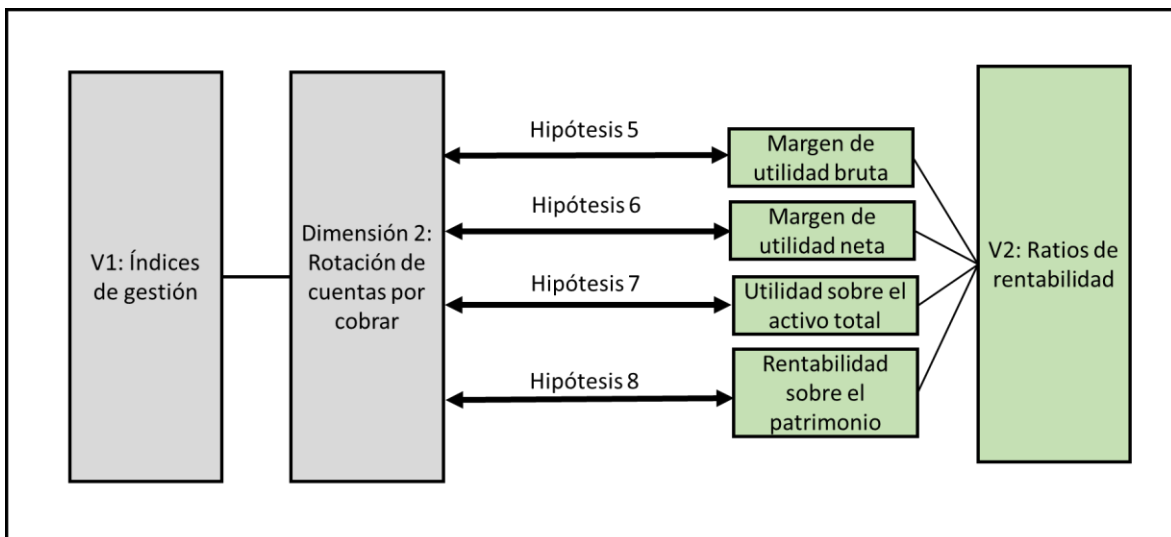 V1: Índices
de gestión
Dimensión 2:
Rotación de
cuentas por
cobrar
Hipótesis 5
Hipótesis 6
Hipótesis 7
Hipótesis 8
Margen de
utilidad bruta
Margen de
utilidad neta
Utilidad sobre el
activo total
Rentabilidad
sobre el
patrimonio
V2: Ratios de
rentabilidad